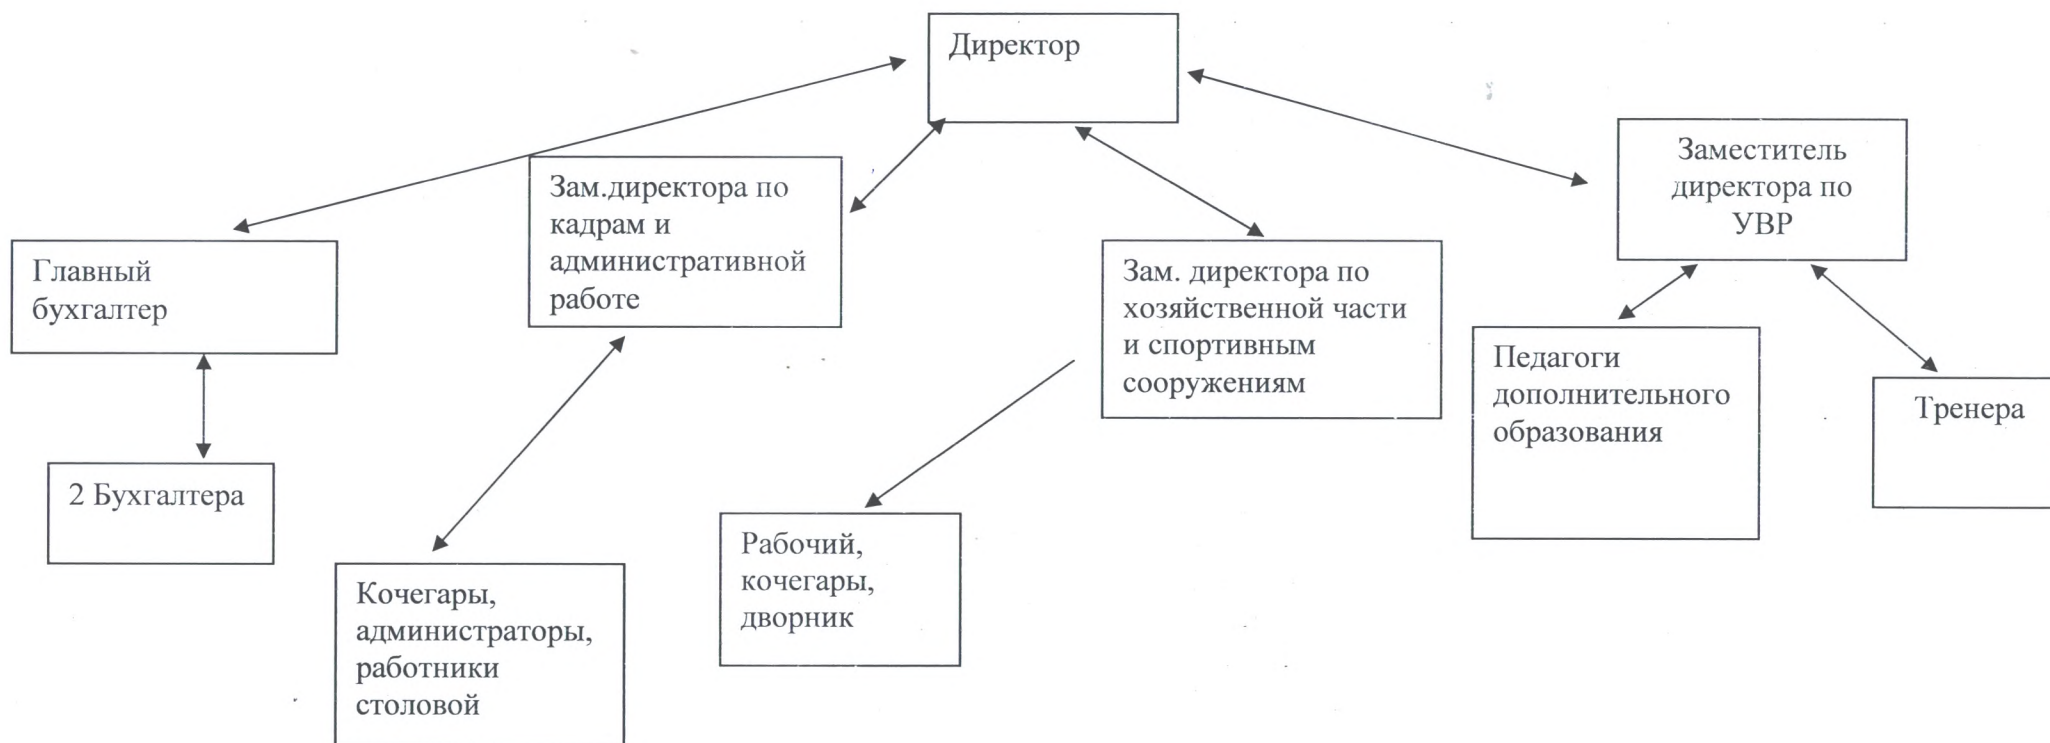 Директор
Заместитель
директора по
УВР
Зам.директора по
кадрам и
административной
работе
Главный
бухгалтер
Зам. директора по
хозяйственной части
и спортивным
сооружениям
Педагоги
дополнительного
образования
Тренера
2 Бухгалтера
Рабочий,
кочегары,
дворник
Кочегары,
администраторы,
работники
столовой